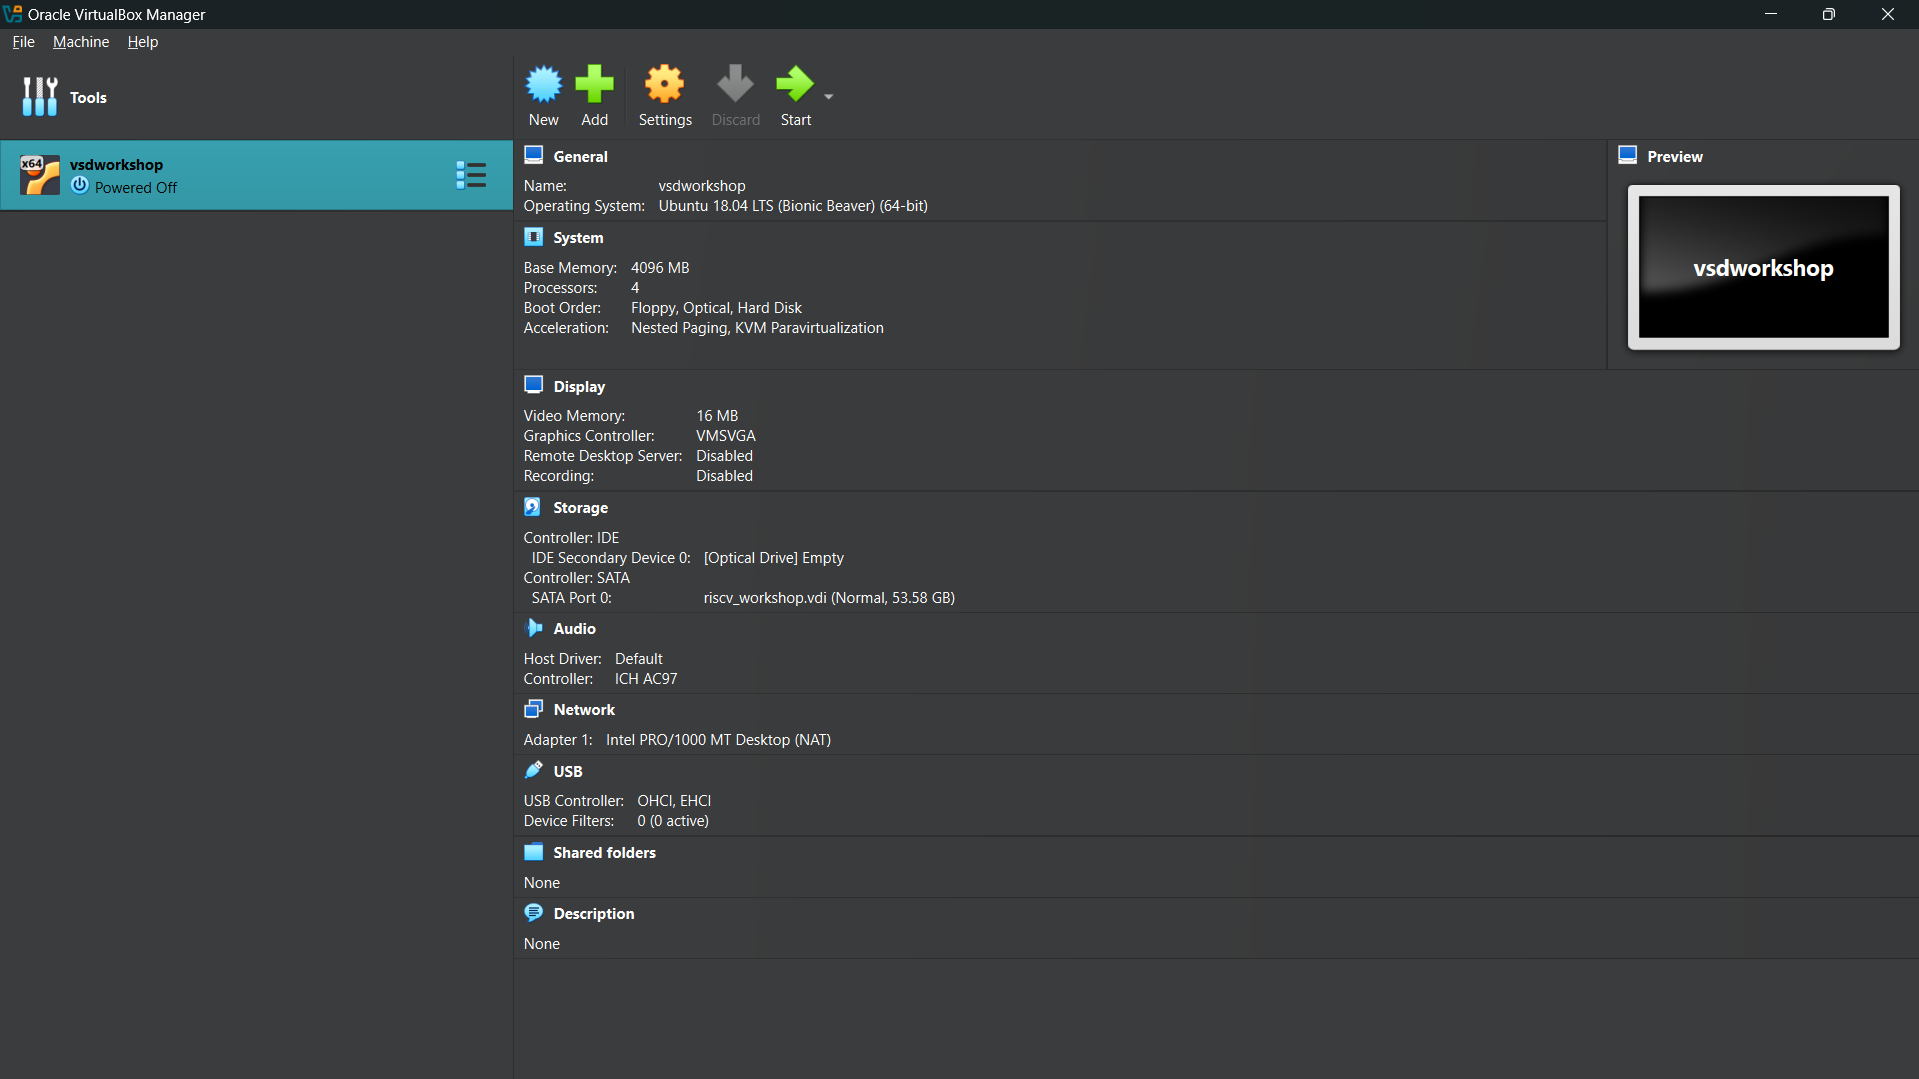 Oracle VirtualBox Manager
File Machine Help
Tools
New Add Settings Discard Start
x64
vsdworkshop
Powered Off
General
Name: vsdworkshop
Operating System: Ubuntu 18.04 LTS (Bionic Beaver) (64-bit)
System
Base Memory: 4096 MB
Processors: 4
Boot Order: Floppy, Optical, Hard Disk
Acceleration: Nested Paging, KVM Paravirtualization
Preview
vsdworkshop
Display
Video Memory: 16 MB
Graphics Controller: VMSVGA
Remote Desktop Server: Disabled
Recording: Disabled
Storage
Controller: IDE
IDE Secondary Device 0: [Optical Drive] Empty
Controller: SATA
SATA Port 0: riscv_workshop.vdi (Normal, 53.58 GB)
Audio
Host Driver: Default
Controller: ICH AC97
Network
Adapter 1: Intel PRO/1000 MT Desktop (NAT)
USB
USB Controller: OHCI, EHCI
Device Filters: 0 (0 active)
Shared folders
None
Description
None